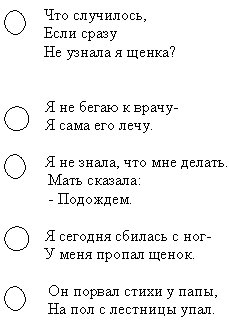 Что случилось,
Если сразу
Не узнала я щенка?
Я не бегаю к врачу-
Я сама его лечу.
Я не знала, что мне делать.
Мать сказала:
- Подождем.
Я сегодня сбилась с ног-
У меня пропал щенок.
Он порвал стихи у папы,
На пол с лестницы упал.